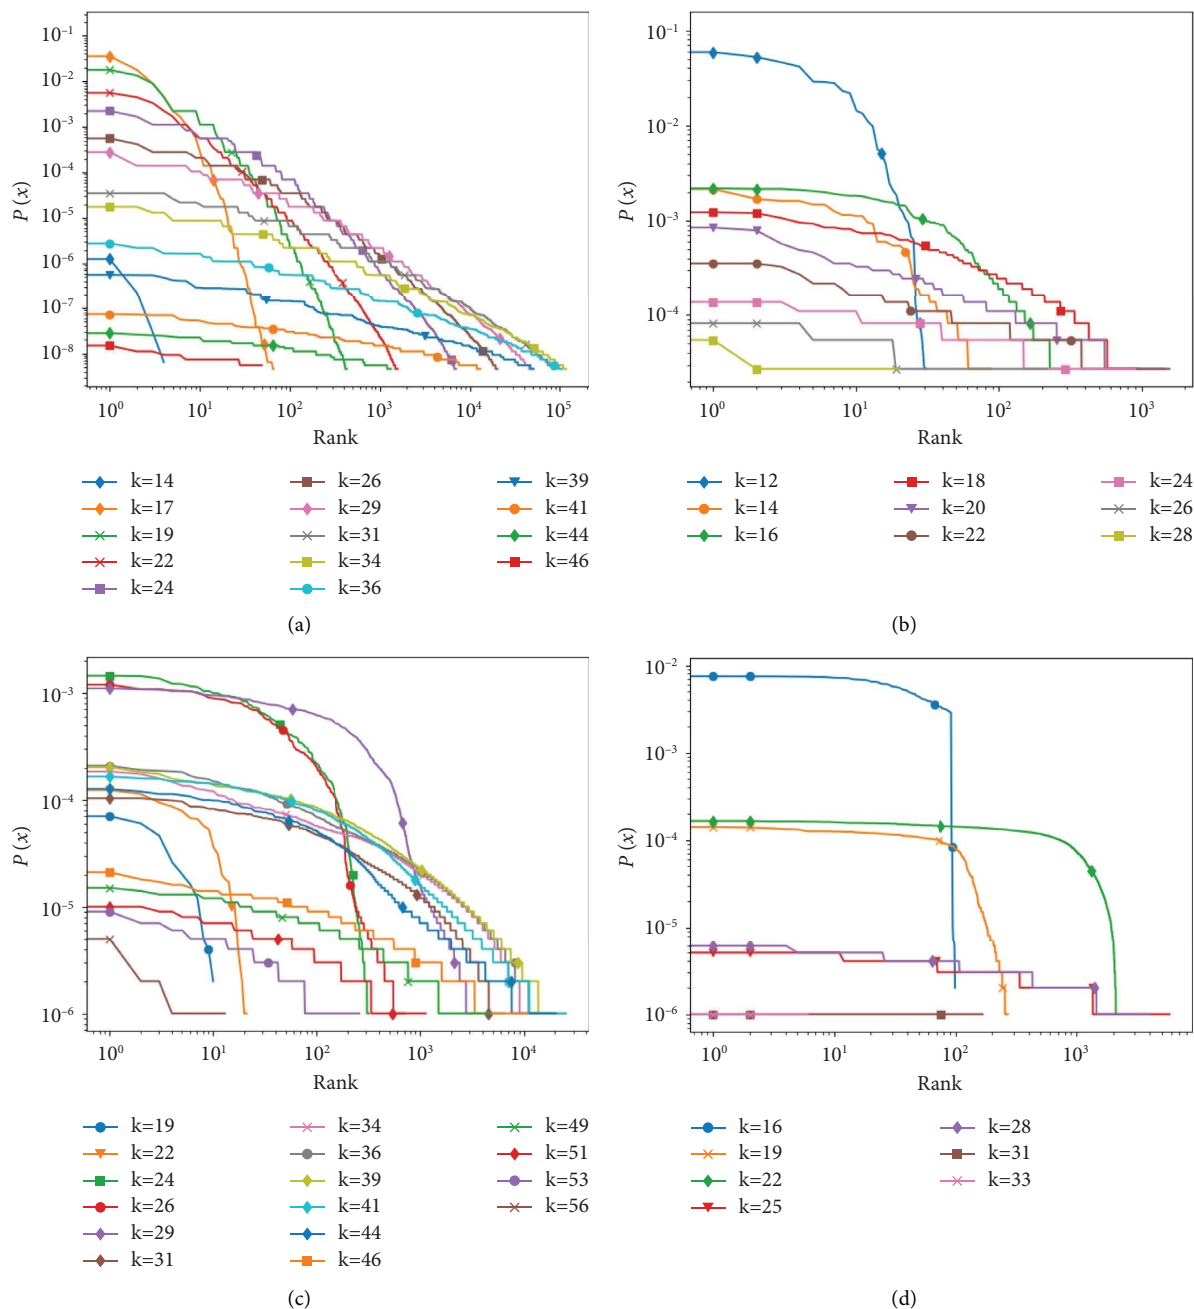 10⁻¹
10⁻²
10⁻³
10⁻⁴
10⁻⁵
10⁻⁶
10⁻⁷
10⁻⁸
P (x)
10⁰ 10¹ 10² 10³ 10⁴ 10⁵
Rank
k=14 k=26 k=39
k=17 k=29 k=41
k=19 k=31 k=44
k=22 k=34 k=46
k=24 k=36
(a)
10⁻¹
10⁻²
10⁻³
10⁻⁴
P (x)
10⁰ 10¹ 10² 10³
Rank
k=12 k=18 k=24
k=14 k=20 k=26
k=16 k=22 k=28
(b)
10⁻³
10⁻⁴
10⁻⁵
10⁻⁶
P (x)
10⁰ 10¹ 10² 10³ 10⁴
Rank
k=19 k=34 k=49
k=22 k=36 k=51
k=24 k=39 k=53
k=26 k=41 k=56
k=29 k=44
k=31 k=46
(c)
10⁻²
10⁻³
10⁻⁴
10⁻⁵
10⁻⁶
P (x)
10⁰ 10¹ 10² 10³
Rank
k=16 k=28
k=19 k=31
k=22 k=33
k=25
(d)